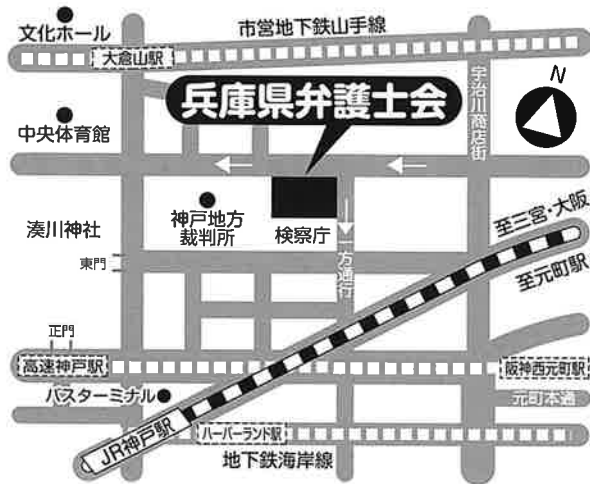 文化ホール
市営地下鉄山手線
大倉山駅
兵庫県弁護士会
宇治川商店街
N
中央体育館
湊川神社
神戸地方
裁判所
検察庁
一方通行
東門
至三宮・大阪
至元町駅
正門
高速神戸駅
阪神西元町駅
バスターミナル
元町本通
JR神戸駅
ハーバーランド駅
地下鉄海岸線